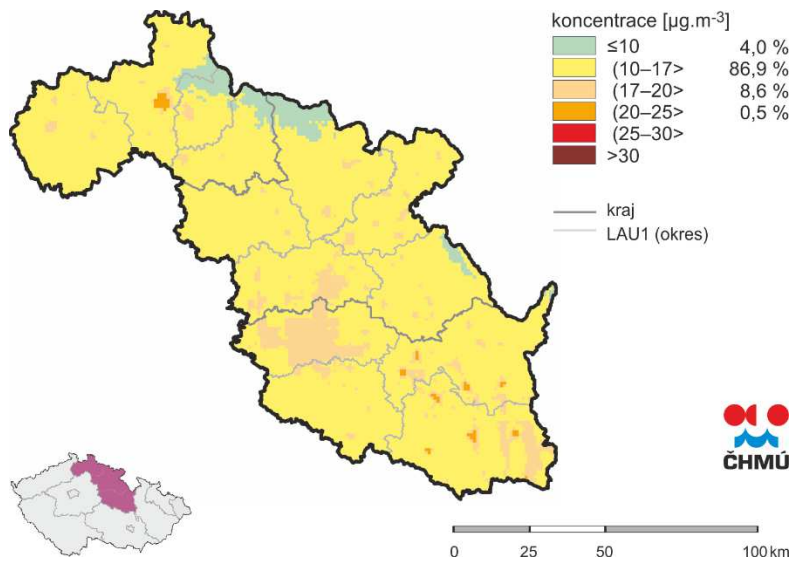 koncentrace [µg.m-3]
≤10 4,0 %
(10–17> 86,9 %
(17–20> 8,6 %
(20–25> 0,5 %
(25–30>
>30
kraj
LAU1 (okres)
ČHMÚ
0 25 50 100 km